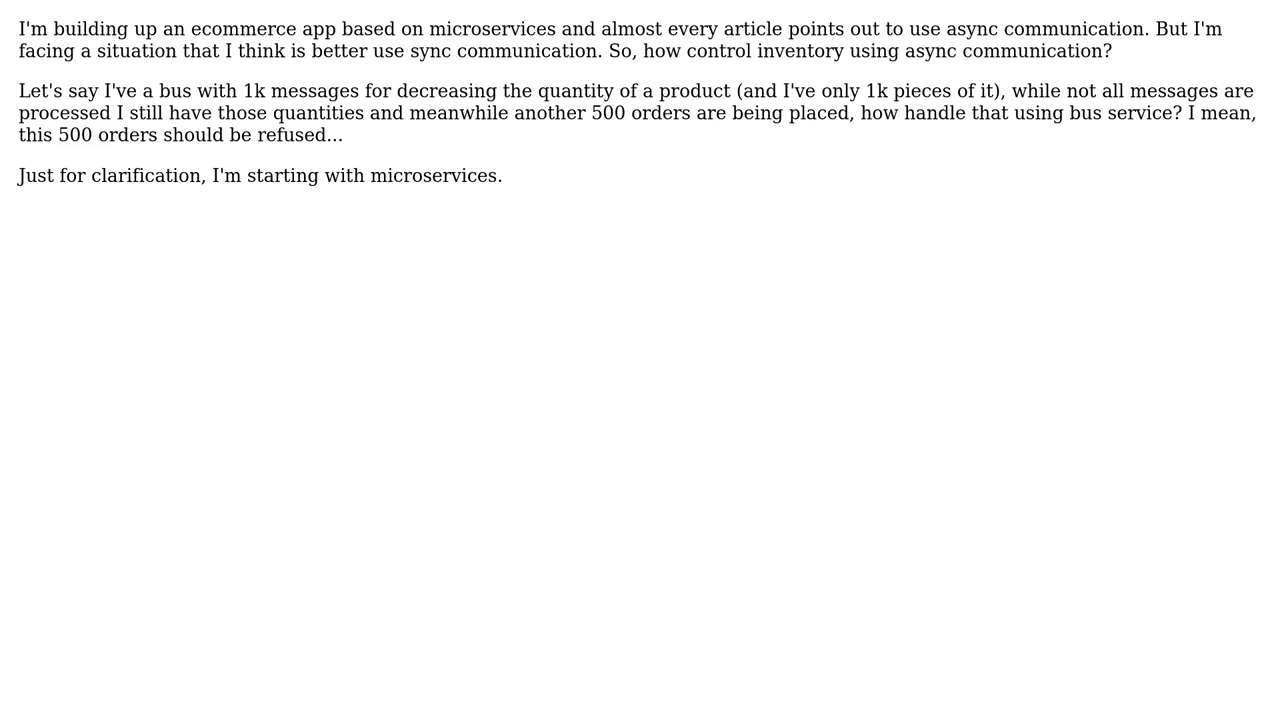 I'm building up an ecommerce app based on microservices and almost every article points out to use async communication. But I'm
facing a situation that I think is better use sync communication. So, how control inventory using async communication?
Let's say I've a bus with 1k messages for decreasing the quantity of a product (and I've only 1k pieces of it), while not all messages are
processed I still have those quantities and meanwhile another 500 orders are being placed, how handle that using bus service? I mean,
this 500 orders should be refused...
Just for clarification, I'm starting with microservices.